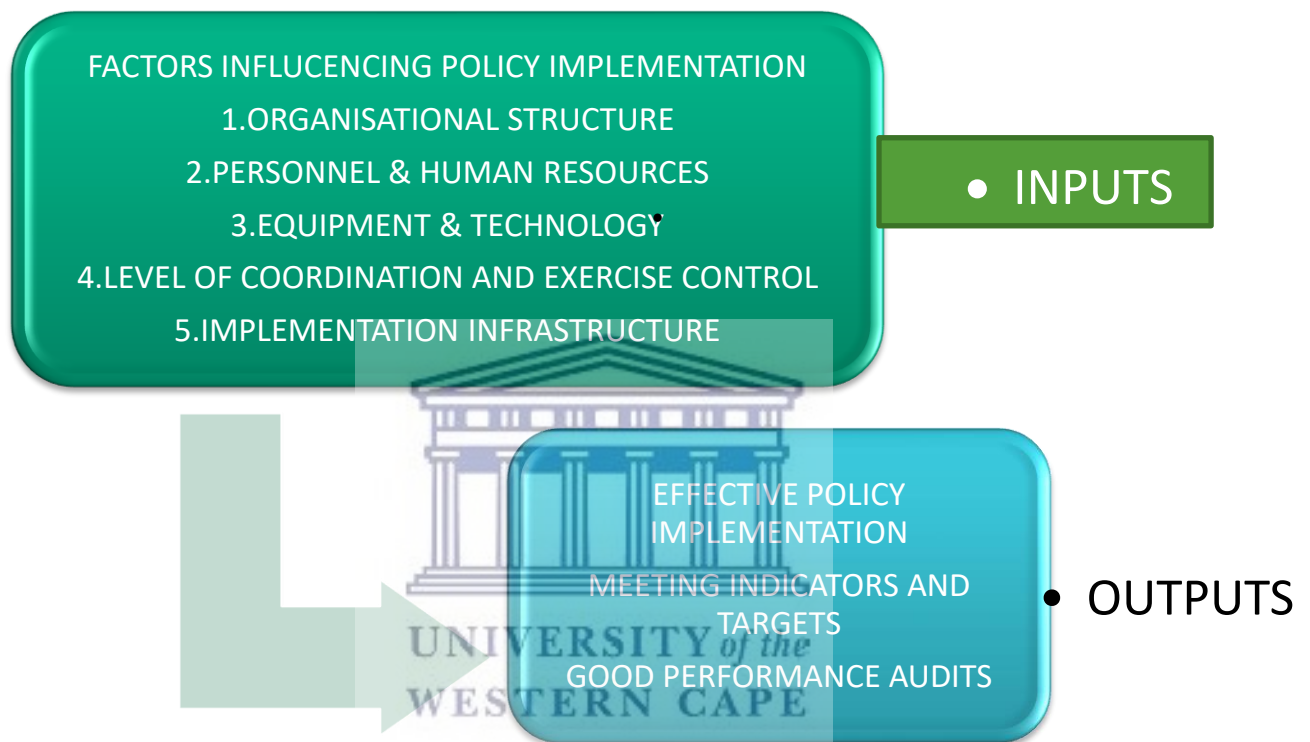 FACTORS INFLUCENCING POLICY IMPLEMENTATION
1.ORGANISATIONAL STRUCTURE
2.PERSONNEL & HUMAN RESOURCES
3.EQUIPMENT & TECHNOLOGY
4.LEVEL OF COORDINATION AND EXERCISE CONTROL
5.IMPLEMENTATION INFRASTRUCTURE
• INPUTS
EFFECTIVE POLICY
IMPLEMENTATION
MEETING INDICATORS AND
TARGETS
GOOD PERFORMANCE AUDITS
• OUTPUTS
UNIVERSITY of the
WESTERN CAPE